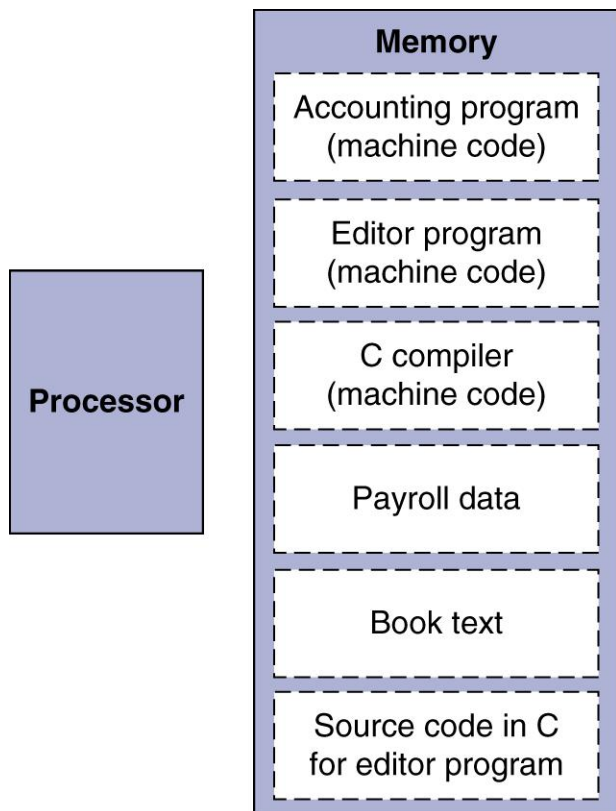 Memory
Accounting program
(machine code)
Editor program
(machine code)
C compiler
(machine code)
Processor
Payroll data
Book text
Source code in C
for editor program